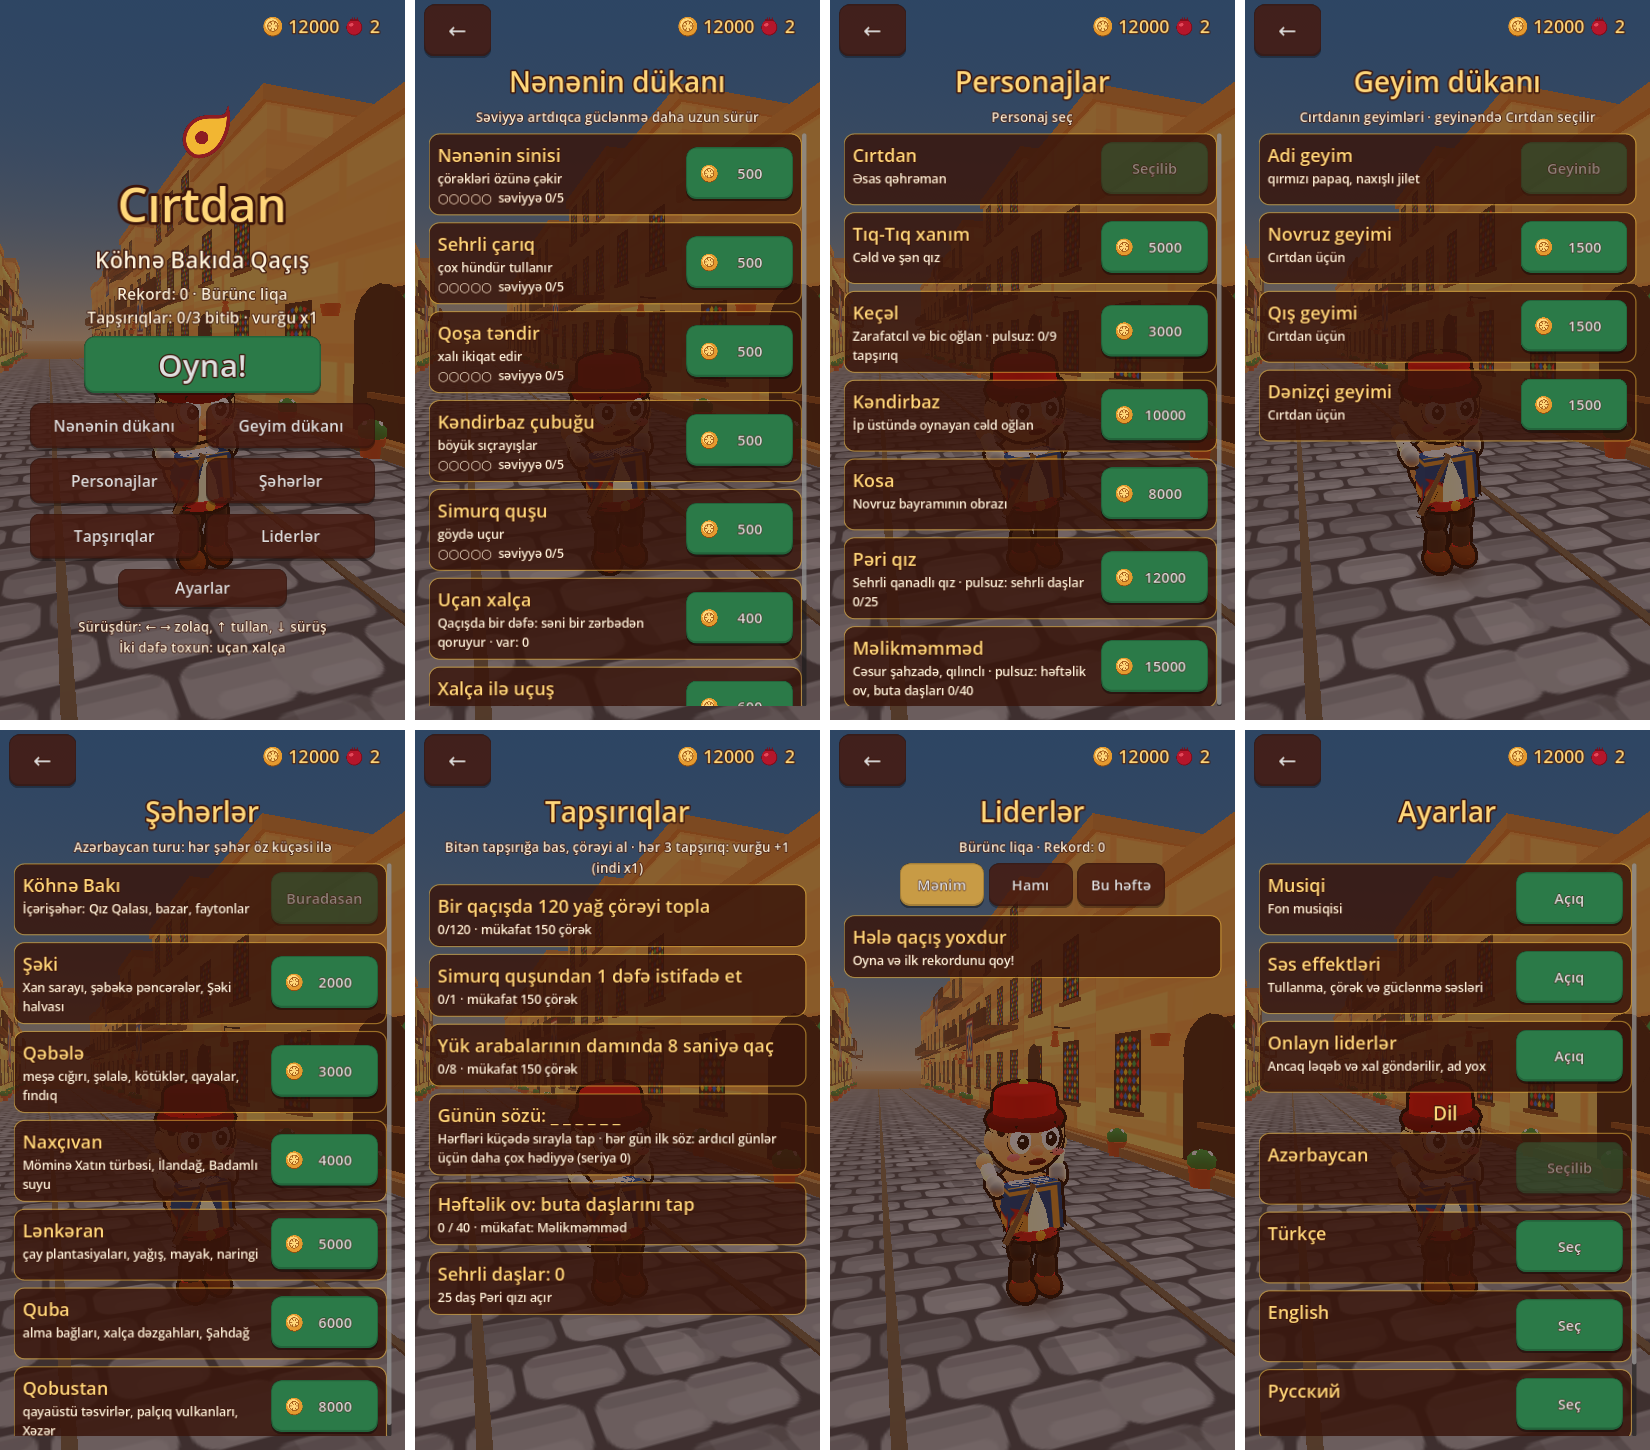 12000 2
Cırtdan
Köhnə Bakıda Qaçış
Rekord: 0 · Bürünc liqa
Tapşırıqlar: 0/3 bitib · vurğu x1
Oyna!
Nənənin dükanı
Geyim dükanı
Personajlar
Şəhərlər
Tapşırıqlar
Liderlər
Ayarlar
Sürüşdür: ← → zolaq, ↑ tullan, ↓ sürüş
İki dəfə toxun: uçan xalça
← 12000 2
Nənənin dükanı
Səviyyə artdıqca güclənmə daha uzun sürür
Nənənin sinisi
çörəkləri özünə çəkir
○○○○○ səviyyə 0/5
500
Sehrli çarıq
çox hündür tullanır
○○○○○ səviyyə 0/5
500
Qoşa təndir
xalı ikiqat edir
○○○○○ səviyyə 0/5
500
Kəndirbaz çubuğu
böyük sıçrayışlar
○○○○○ səviyyə 0/5
500
Simurq quşu
göydə uçur
○○○○○ səviyyə 0/5
500
Uçan xalça
Qaçışda bir dəfə: səni bir zərbədən
qoruyur · var: 0
400
Xalça ilə uçuş
600
← 12000 2
Personajlar
Personaj seç
Cırtdan
Əsas qəhrəman
Seçilib
Tıq-Tıq xanım
Cəld və şən qız
5000
Keçəl
Zarafatcıl və bic oğlan · pulsuz: 0/9
tapşırıq
3000
Kəndirbaz
İp üstündə oynayan cəld oğlan
10000
Kosa
Novruz bayramının obrazı
8000
Pəri qız
Sehrli qanadlı qız · pulsuz: sehrli daşlar
0/25
12000
Məlikməmməd
Cəsur şahzadə, qılınclı · pulsuz: həftəlik
ov, buta daşları 0/40
15000
← 12000 2
Geyim dükanı
Cırtdanın geyimləri · geyinəndə Cırtdan seçilir
Adi geyim
qırmızı papaq, naxışlı jilet
Geyinib
Novruz geyimi
Cırtdan üçün
1500
Qış geyimi
Cırtdan üçün
1500
Dənizçi geyimi
Cırtdan üçün
1500
← 12000 2
Şəhərlər
Azərbaycan turu: hər şəhər öz küçəsi ilə
Köhnə Bakı
İçərişəhər: Qız Qalası, bazar, faytonlar
Buradasan
Şəki
Xan sarayı, şəbəkə pəncərələr, Şəki
halvası
2000
Qəbələ
meşə cığırı, şəlalə, kötüklər, qayalar,
fındıq
3000
Naxçıvan
Möminə Xatın türbəsi, İlandağ, Badamlı
suyu
4000
Lənkəran
çay plantasiyaları, yağış, mayak, naringi
5000
Quba
alma bağları, xalça dəzgahları, Şahdağ
6000
Qobustan
qayaüstü təsvirlər, palçıq vulkanları,
Xəzər
8000
← 12000 2
Tapşırıqlar
Bitən tapşırığa bas, çörəyi al · hər 3 tapşırıq: vurğu +1
(indi x1)
Bir qaçışda 120 yağ çörəyi topla
0/120 · mükafat 150 çörək
Simurq quşundan 1 dəfə istifadə et
0/1 · mükafat 150 çörək
Yük arabalarının damında 8 saniyə qaç
0/8 · mükafat 150 çörək
Günün sözü: _ _ _ _ _ _
Hərfləri küçədə sırayla tap · hər gün ilk söz: ardıcıl günlər
üçün daha çox hədiyyə (seriya 0)
Həftəlik ov: buta daşlarını tap
0 / 40 · mükafat: Məlikməmməd
Sehrli daşlar: 0
25 daş Pəri qızı açır
← 12000 2
Liderlər
Bürünc liqa · Rekord: 0
Mənim Hamı Bu həftə
Hələ qaçış yoxdur
Oyna və ilk rekordunu qoy!
← 12000 2
Ayarlar
Musiqi
Fon musiqisi
Açıq
Səs effektləri
Tullanma, çörək və güclənmə səsləri
Açıq
Onlayn liderlər
Ancaq ləqəb və xal göndərilir, ad yox
Açıq
Dil
Azərbaycan
Seçilib
Türkçe
Seç
English
Seç
Русский
Seç